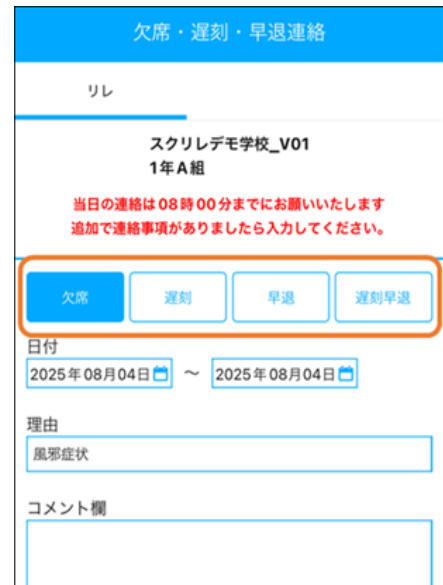 欠席・遅刻・早退連絡
リレ
スクリレデモ学校_V01
1年A組
当日の連絡は08時00分までにお願いいたします
追加で連絡事項がありましたら入力してください。
欠席 遅刻 早退 遅刻早退
日付
2025年08月04日 ～ 2025年08月04日
理由
風邪症状
コメント欄